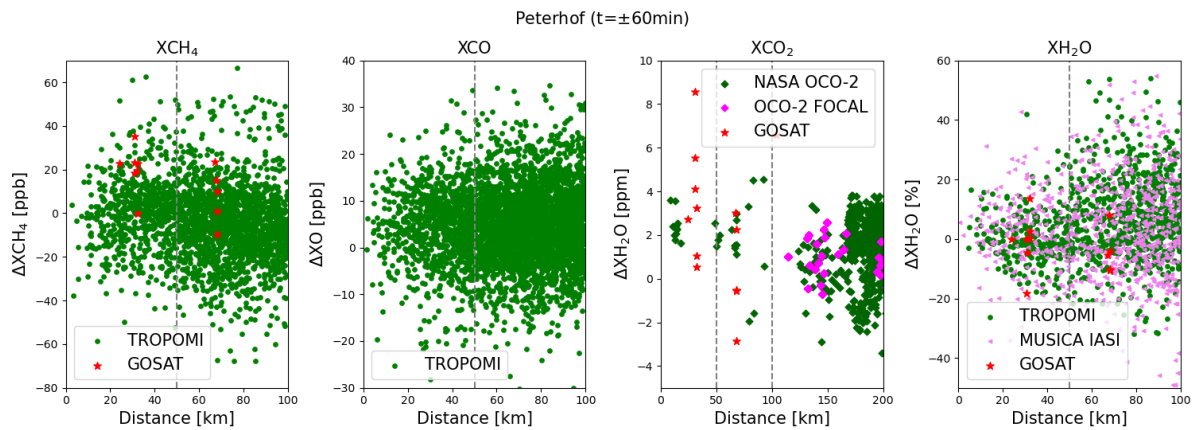 Peterhof (t=±60min)
XCH₄
ΔXCH₄ [ppb]
60
40
20
0
−20
−40
−60
−80
TROPOMI
GOSAT
0 20 40 60 80 100
Distance [km]
XCO
ΔXO [ppb]
40
30
20
10
0
−10
−20
−30
TROPOMI
0 20 40 60 80 100
Distance [km]
XCO₂
ΔXH₂O [ppm]
10
8
6
4
2
0
−2
−4
NASA OCO-2
OCO-2 FOCAL
GOSAT
0 50 100 150 200
Distance [km]
XH₂O
ΔXH₂O [%]
60
40
20
0
−20
−40
TROPOMI
MUSICA IASI
GOSAT
0 20 40 60 80 100
Distance [km]